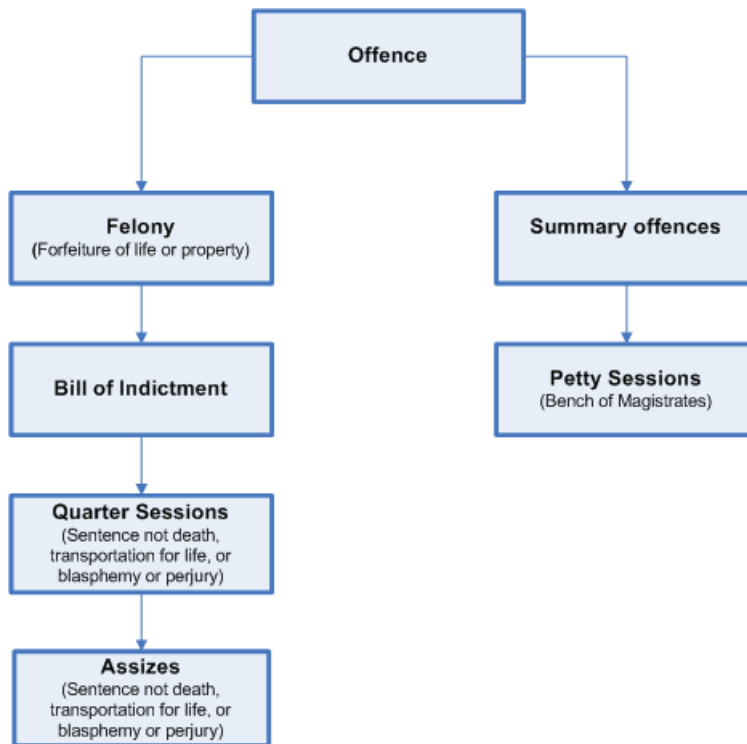 Offence
Felony
(Forfeiture of life or property)
Summary offences
Bill of Indictment
Petty Sessions
(Bench of Magistrates)
Quarter Sessions
(Sentence not death,
transportation for life, or
blasphemy or perjury)
Assizes
(Sentence not death,
transportation for life, or
blasphemy or perjury)